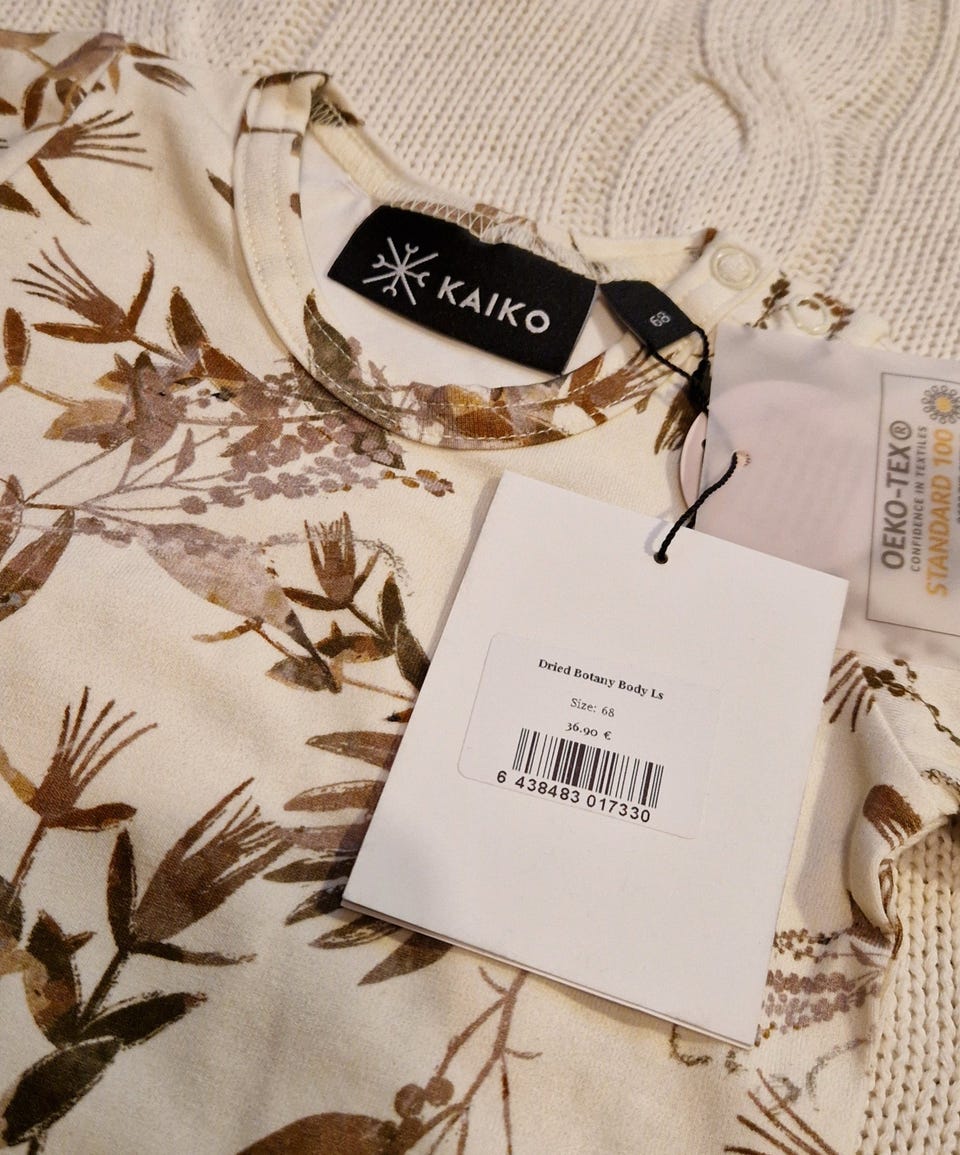 KAIKO
68
OEKO-TEX®
CONFIDENCE IN TEXTILES
STANDARD 100
Dried Botany Body Ls
Size: 68
36.90 €
6 438483 017330